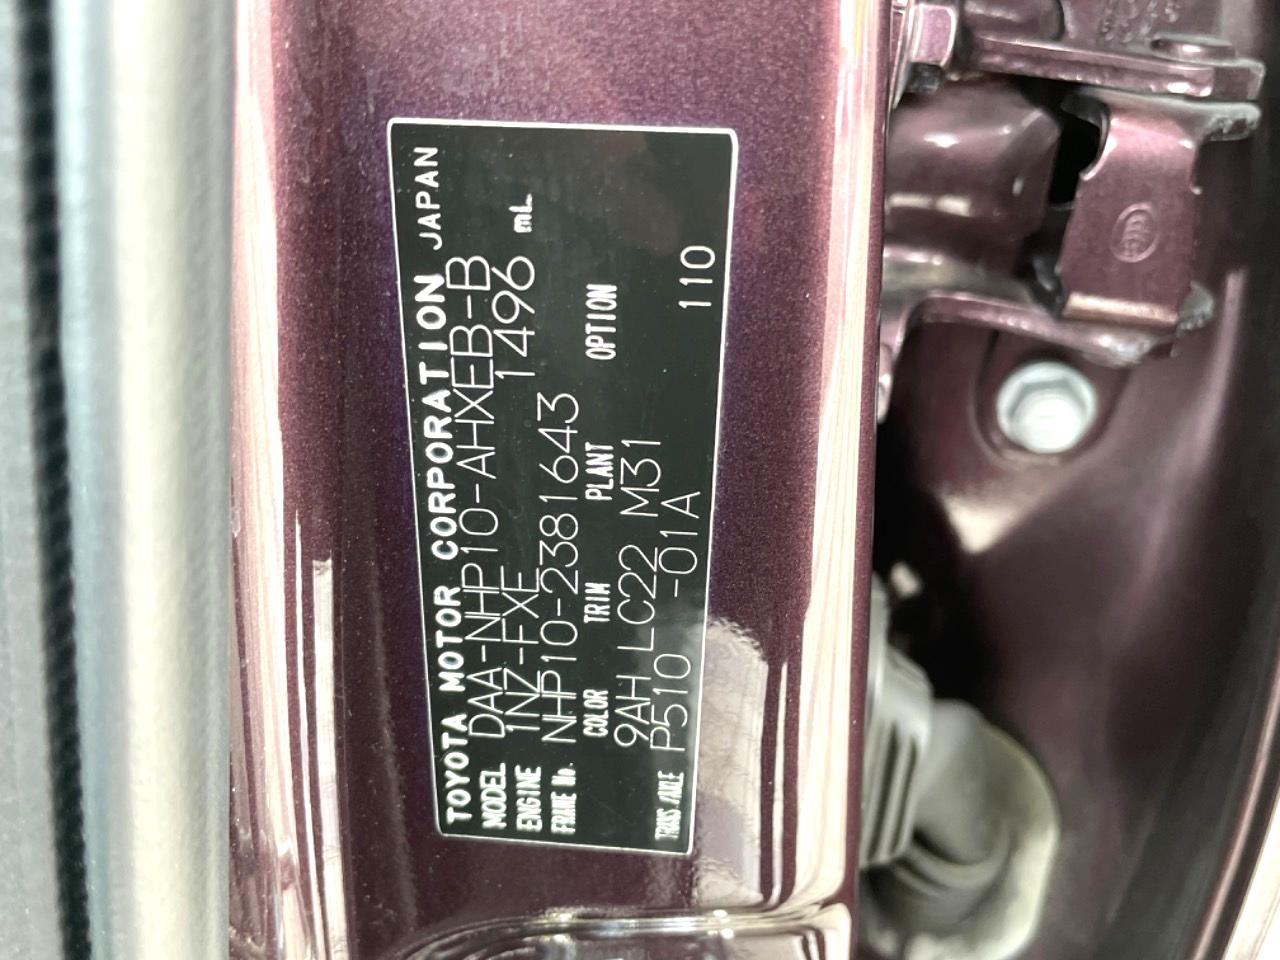 TOYOTA MOTOR CORPORATION JAPAN
MODEL DAA-NHP10-AHXEB-B
ENGINE 1NZ-FXE 1496 mL
FRAME No. NHP10-2381643
COLOR TRIM PLANT OPTION
9AH LC22 M31
TRANS/AXLE P510 -01A 110